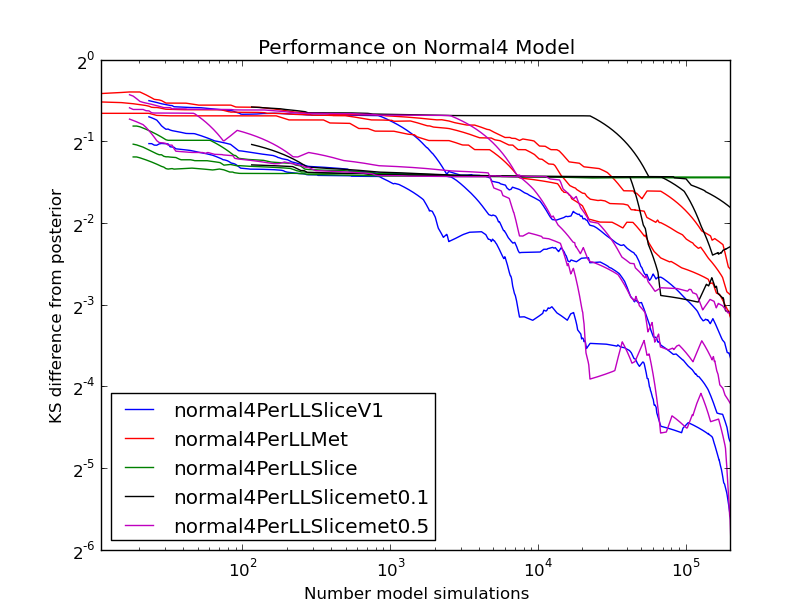 Performance on Normal4 Model
KS difference from posterior
2^0
2^-1
2^-2
2^-3
2^-4
2^-5
2^-6
normal4PerLLSliceV1
normal4PerLLMet
normal4PerLLSlice
normal4PerLLSlicemet0.1
normal4PerLLSlicemet0.5
10^2 10^3 10^4 10^5
Number model simulations